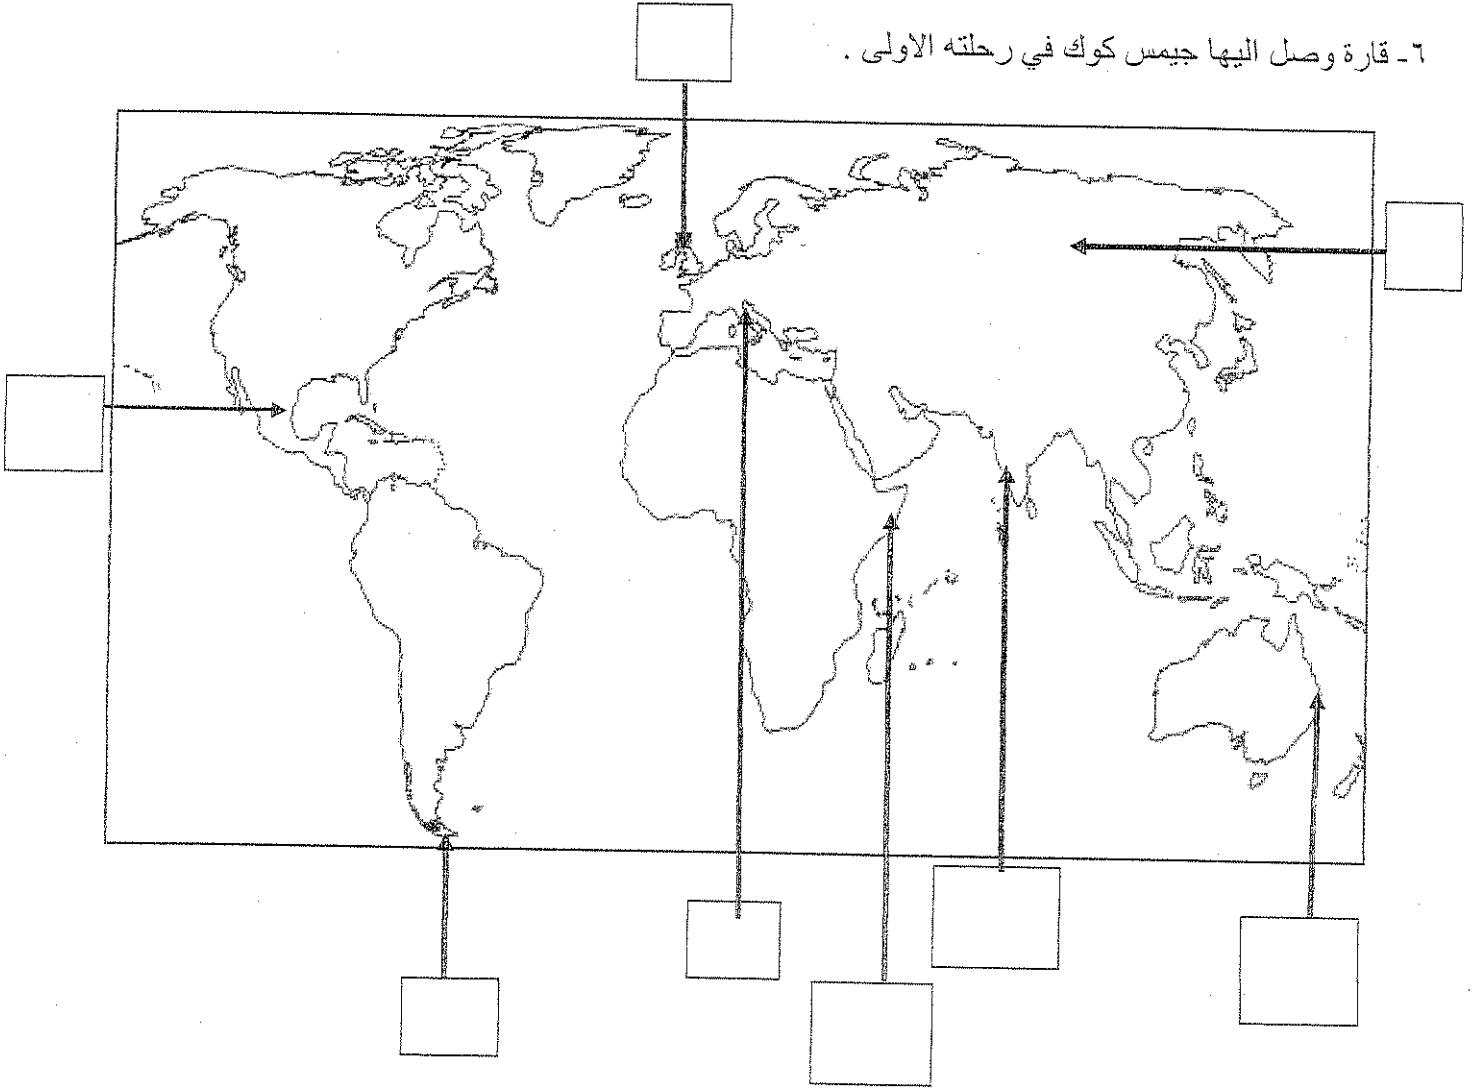 ٦- قارة وصل اليها جيمس كوك في رحلته الاولى .